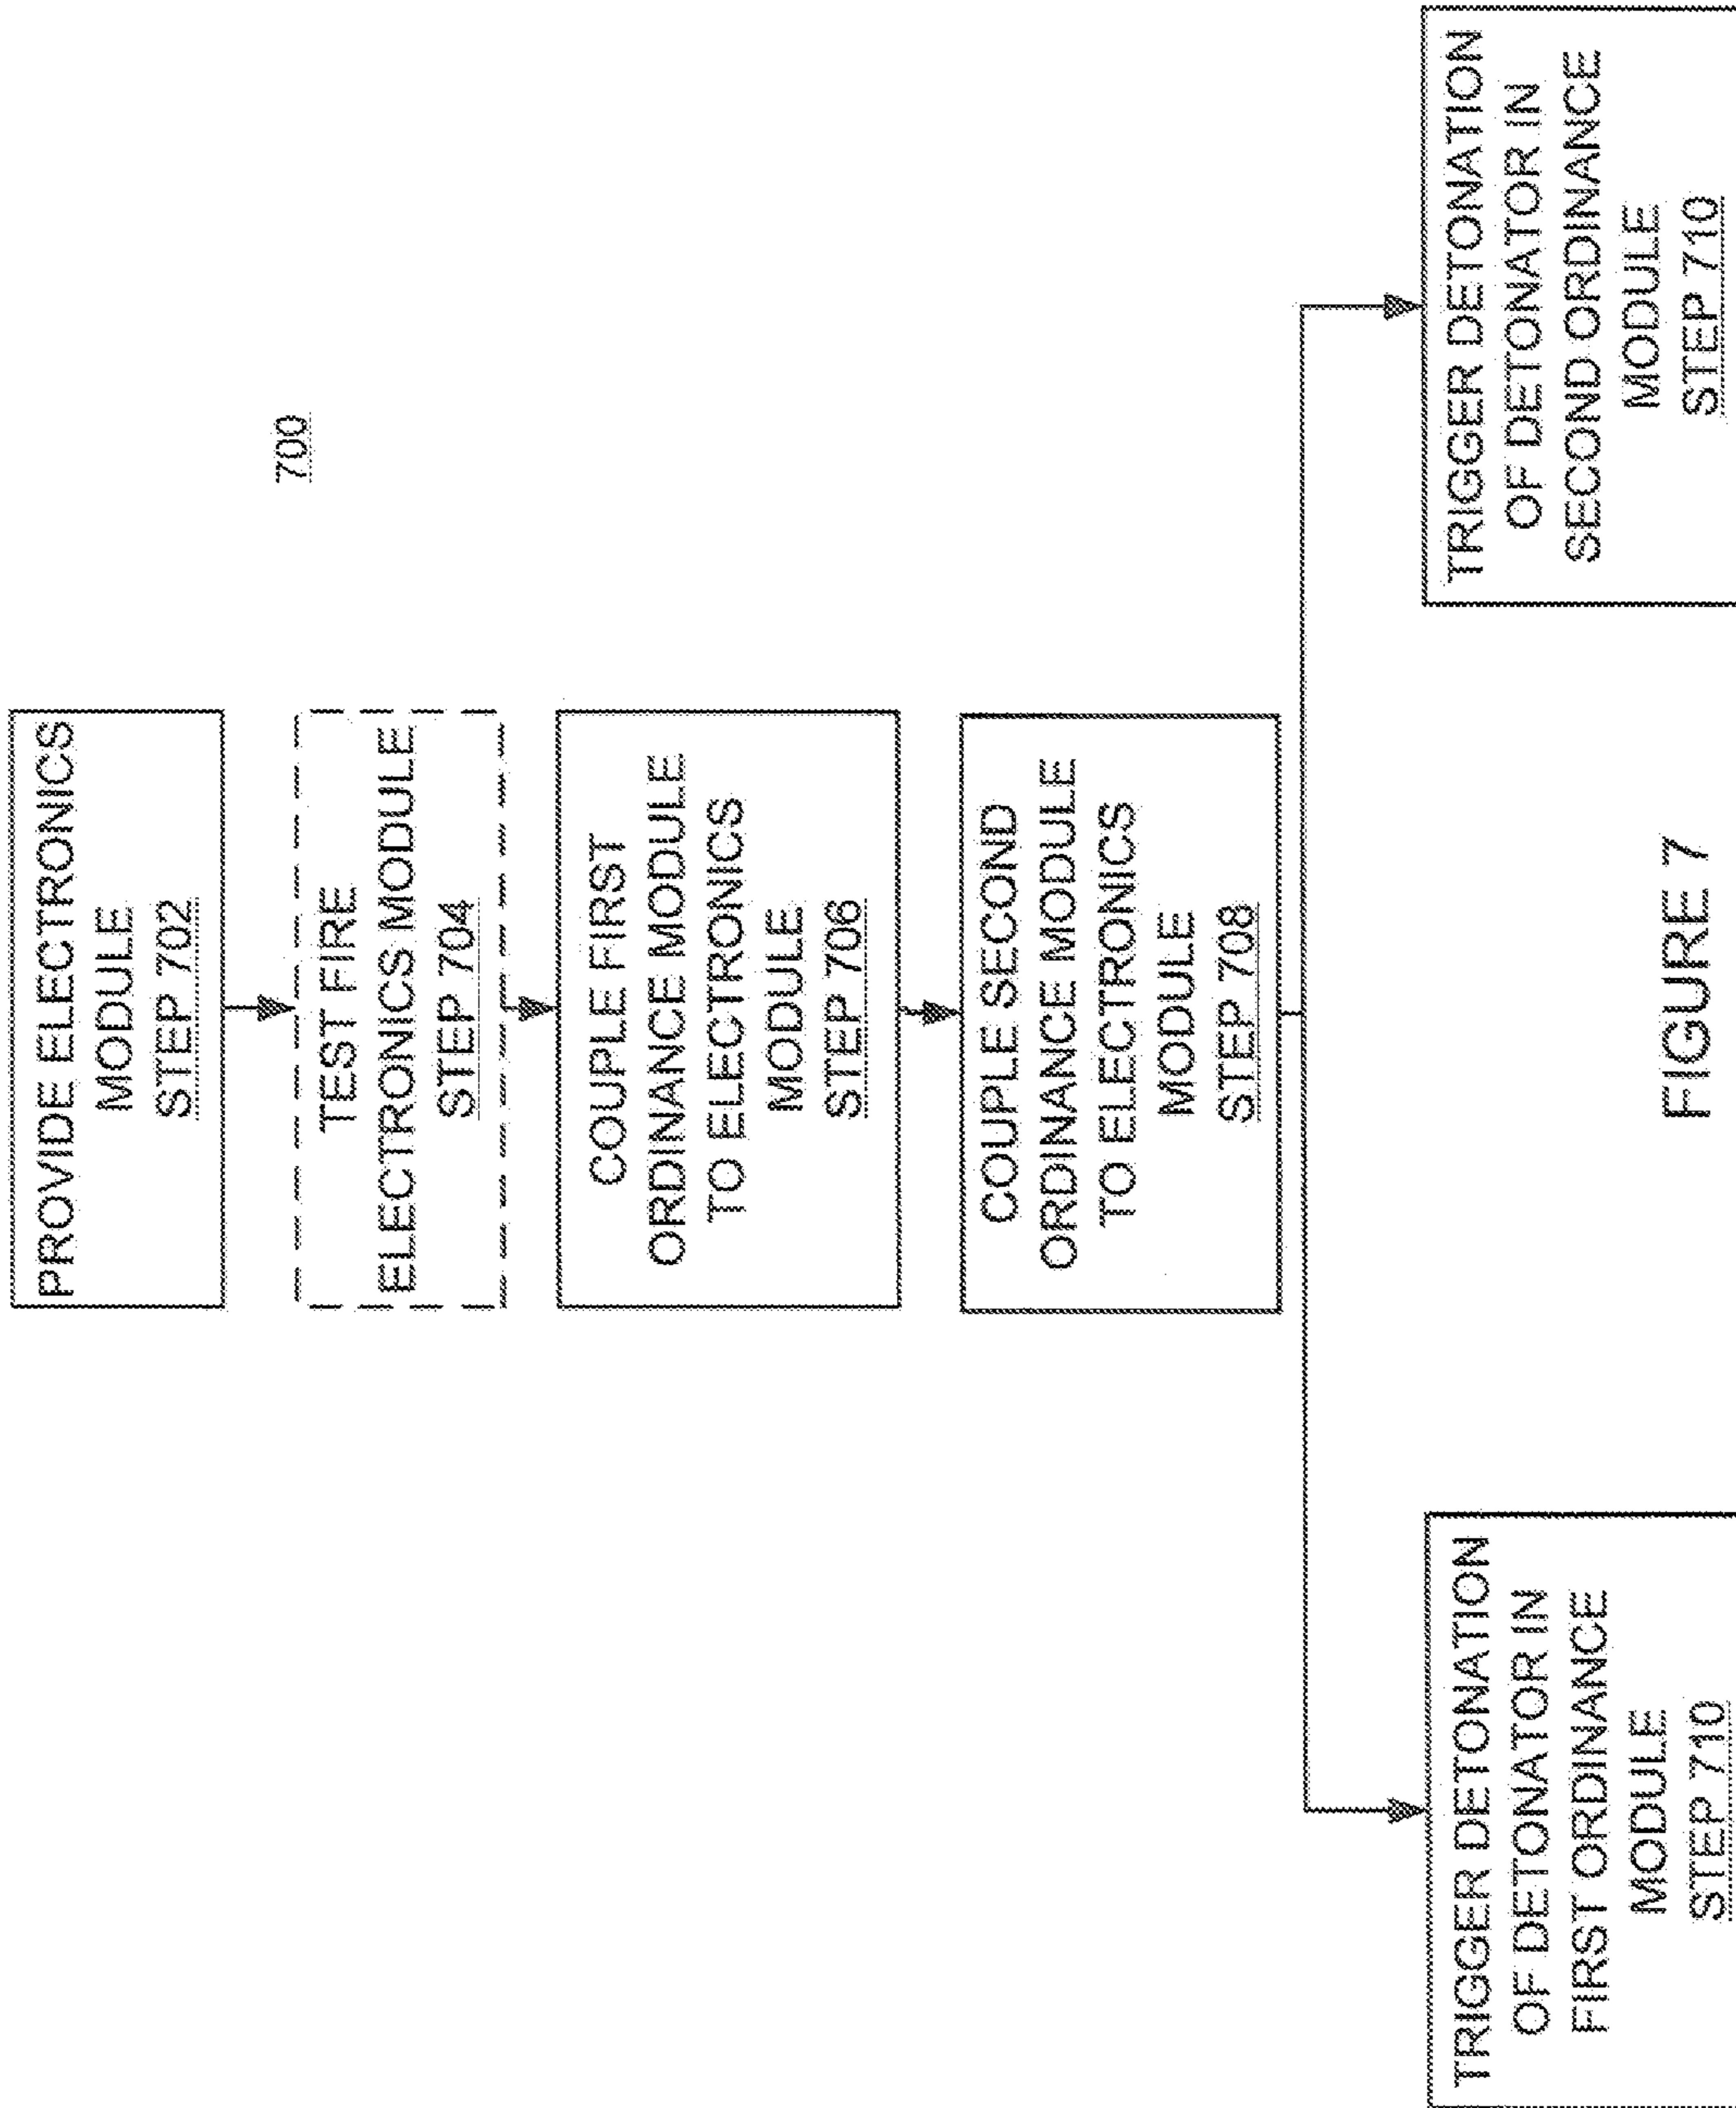 700
PROVIDE ELECTRONICS
MODULE
STEP 702
TEST FIRE
ELECTRONICS MODULE
STEP 704
COUPLE FIRST
ORDINANCE MODULE
TO ELECTRONICS
MODULE
STEP 706
COUPLE SECOND
ORDINANCE MODULE
TO ELECTRONICS
MODULE
STEP 708
TRIGGER DETONATION
OF DETONATOR IN
FIRST ORDINANCE
MODULE
STEP 710
TRIGGER DETONATION
OF DETONATOR IN
SECOND ORDINANCE
MODULE
STEP 710
FIGURE 7